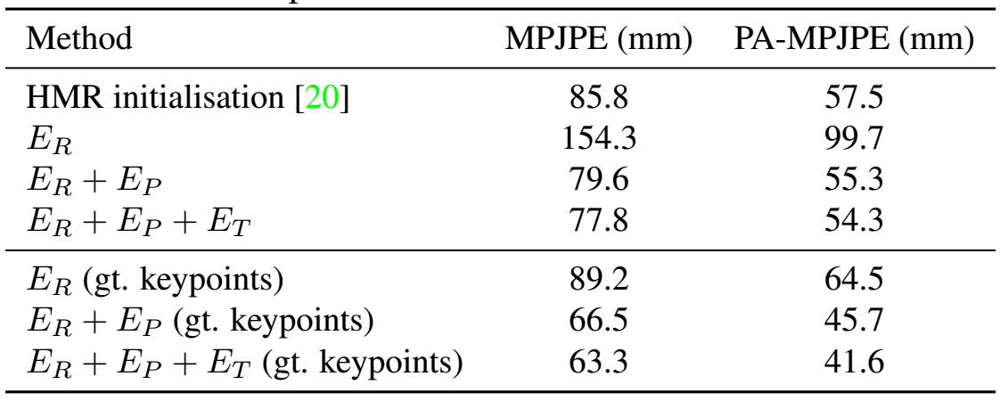 Method MPJPE (mm) PA-MPJPE (mm)
HMR initialisation [20] 85.8 57.5
E_R 154.3 99.7
E_R + E_P 79.6 55.3
E_R + E_P + E_T 77.8 54.3
E_R (gt. keypoints) 89.2 64.5
E_R + E_P (gt. keypoints) 66.5 45.7
E_R + E_P + E_T (gt. keypoints) 63.3 41.6